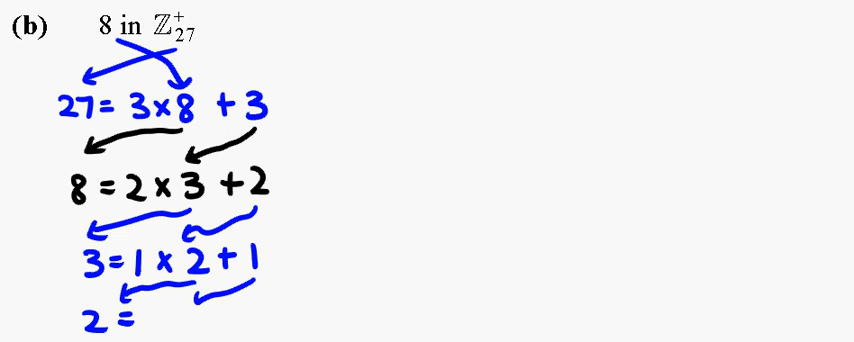 (b) 8 in ℤ⁺₂₇
27 = 3 × 8 + 3
8 = 2 × 3 + 2
3 = 1 × 2 + 1
2 =